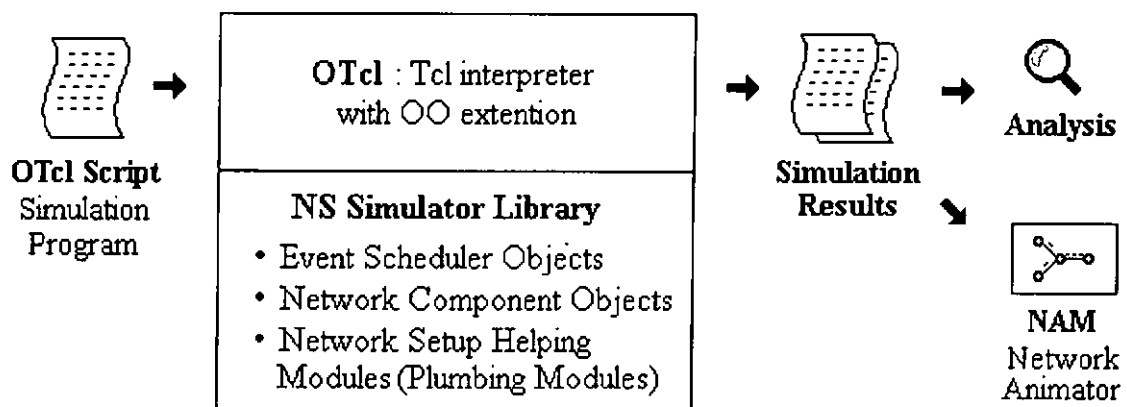 OTcl Script
Simulation
Program
OTcl : Tcl interpreter
with OO extention
NS Simulator Library
• Event Scheduler Objects
• Network Component Objects
• Network Setup Helping
Modules (Plumbing Modules)
Simulation
Results
Analysis
NAM
Network
Animator